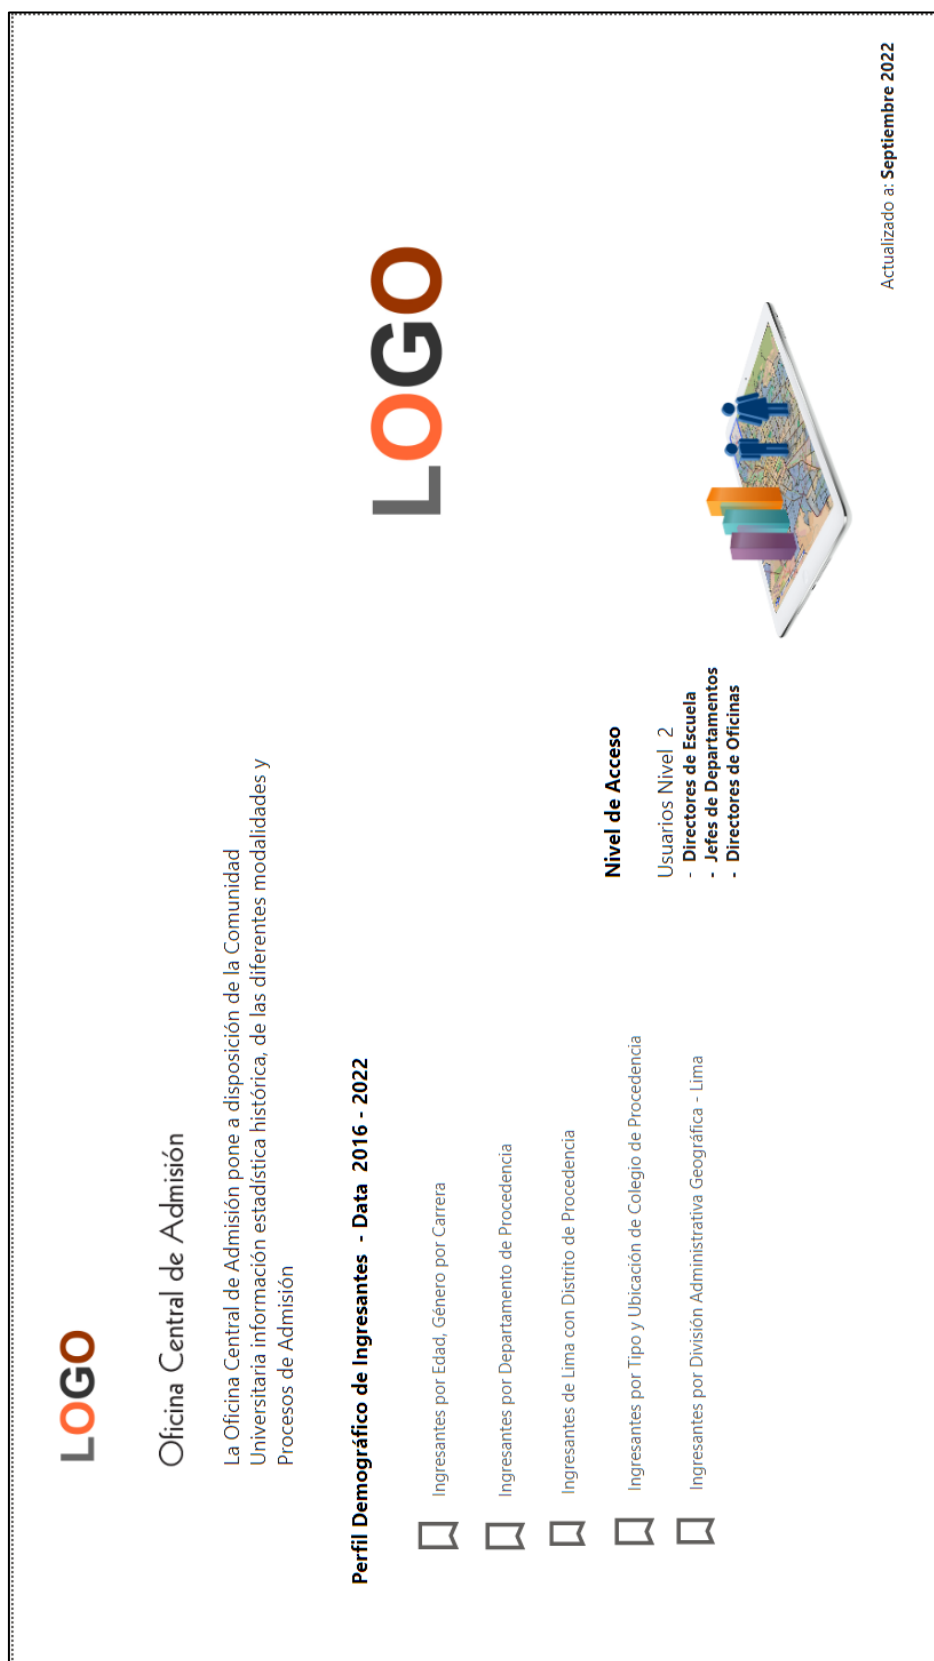 LOGO
Oficina Central de Admisión
La Oficina Central de Admisión pone a disposición de la Comunidad
Universitaria información estadística histórica, de las diferentes modalidades y
Procesos de Admisión
Perfil Demográfico de Ingresantes - Data 2016 - 2022
LOGO
Ingresantes por Edad, Género por Carrera
Ingresantes por Departamento de Procedencia
Ingresantes de Lima con Distrito de Procedencia
Ingresantes por Tipo y Ubicación de Colegio de Procedencia
Ingresantes por División Administrativa Geográfica - Lima
Nivel de Acceso
Usuarios Nivel 2
- Directores de Escuela
- Jefes de Departamentos
- Directores de Oficinas
Actualizado a: Septiembre 2022